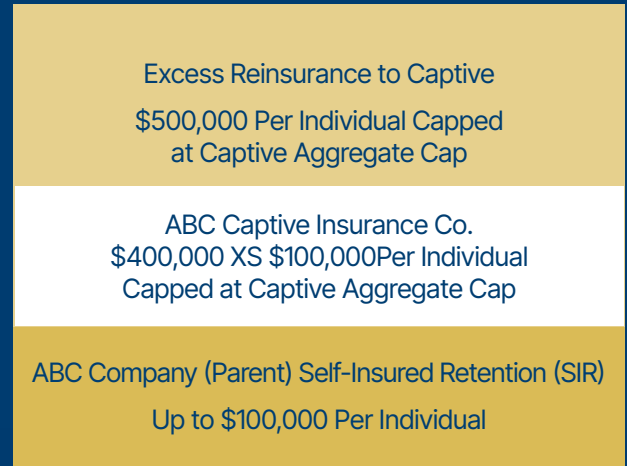 Excess Reinsurance to Captive
$500,000 Per Individual Capped
at Captive Aggregate Cap
ABC Captive Insurance Co.
$400,000 XS $100,000Per Individual
Capped at Captive Aggregate Cap
ABC Company (Parent) Self-Insured Retention (SIR)
Up to $100,000 Per Individual